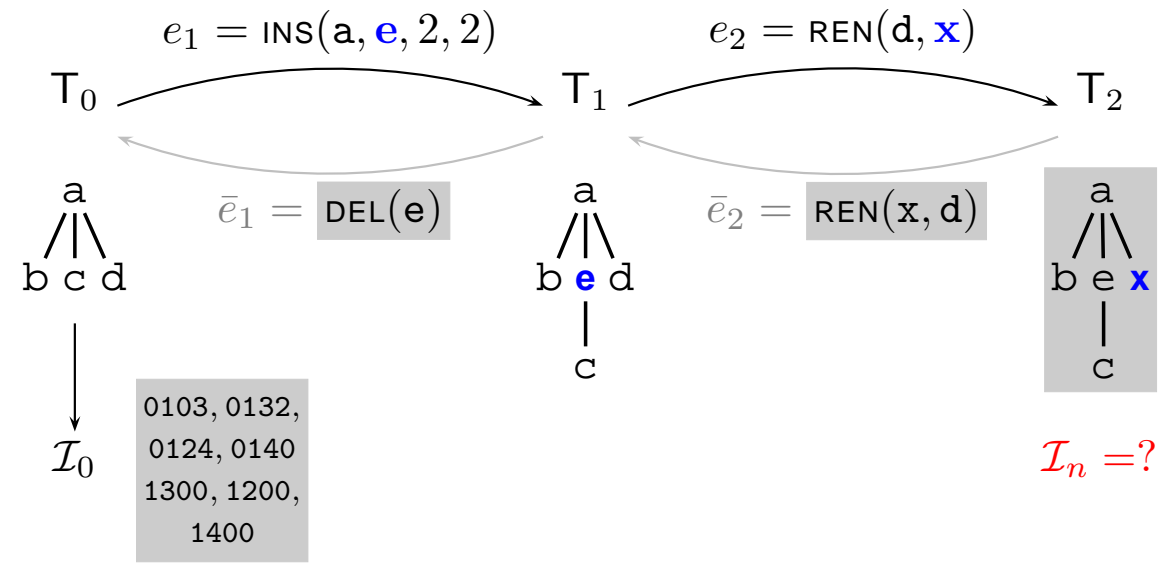 e₁ = INS(a, e, 2, 2)
e₂ = REN(d, x)
T₀
T₁
T₂
ē₁ = DEL(e)
ē₂ = REN(x, d)
a
b c d
a
b e d
c
a
b e x
c
I₀
0103, 0132,
0124, 0140
1300, 1200,
1400
Iₙ =?